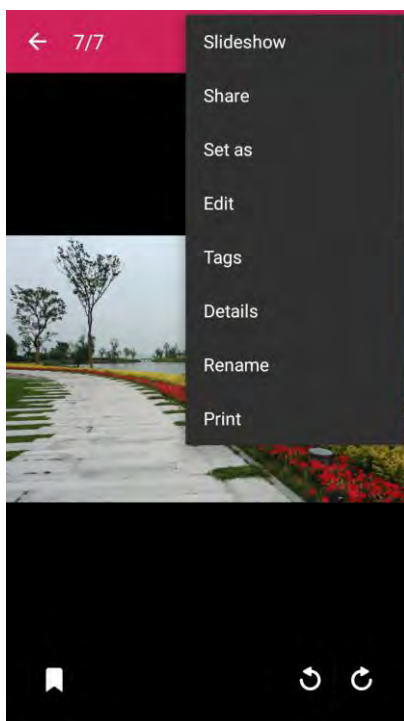 7/7
Slideshow
Share
Set as
Edit
Tags
Details
Rename
Print